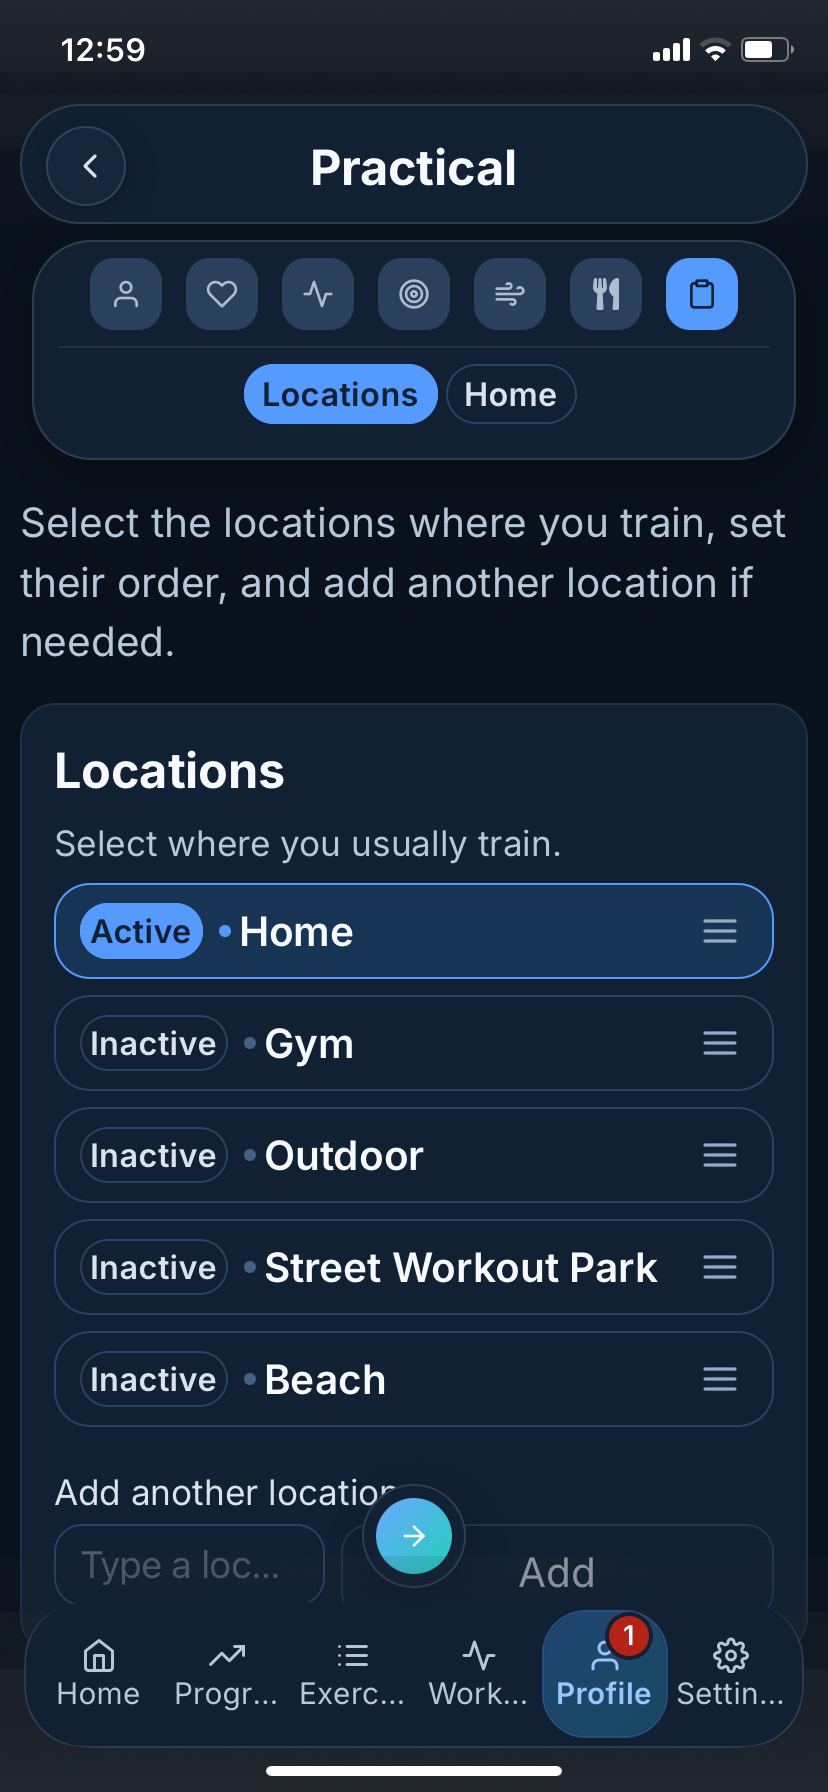 12:59
Practical
Locations
Home
Select the locations where you train, set
their order, and add another location if
needed.
Locations
Select where you usually train.
Active Home
Inactive Gym
Inactive Outdoor
Inactive Street Workout Park
Inactive Beach
Add another location
Type a loc...
Add
1
Home
Progr...
Exerc...
Work...
Profile
Settin...